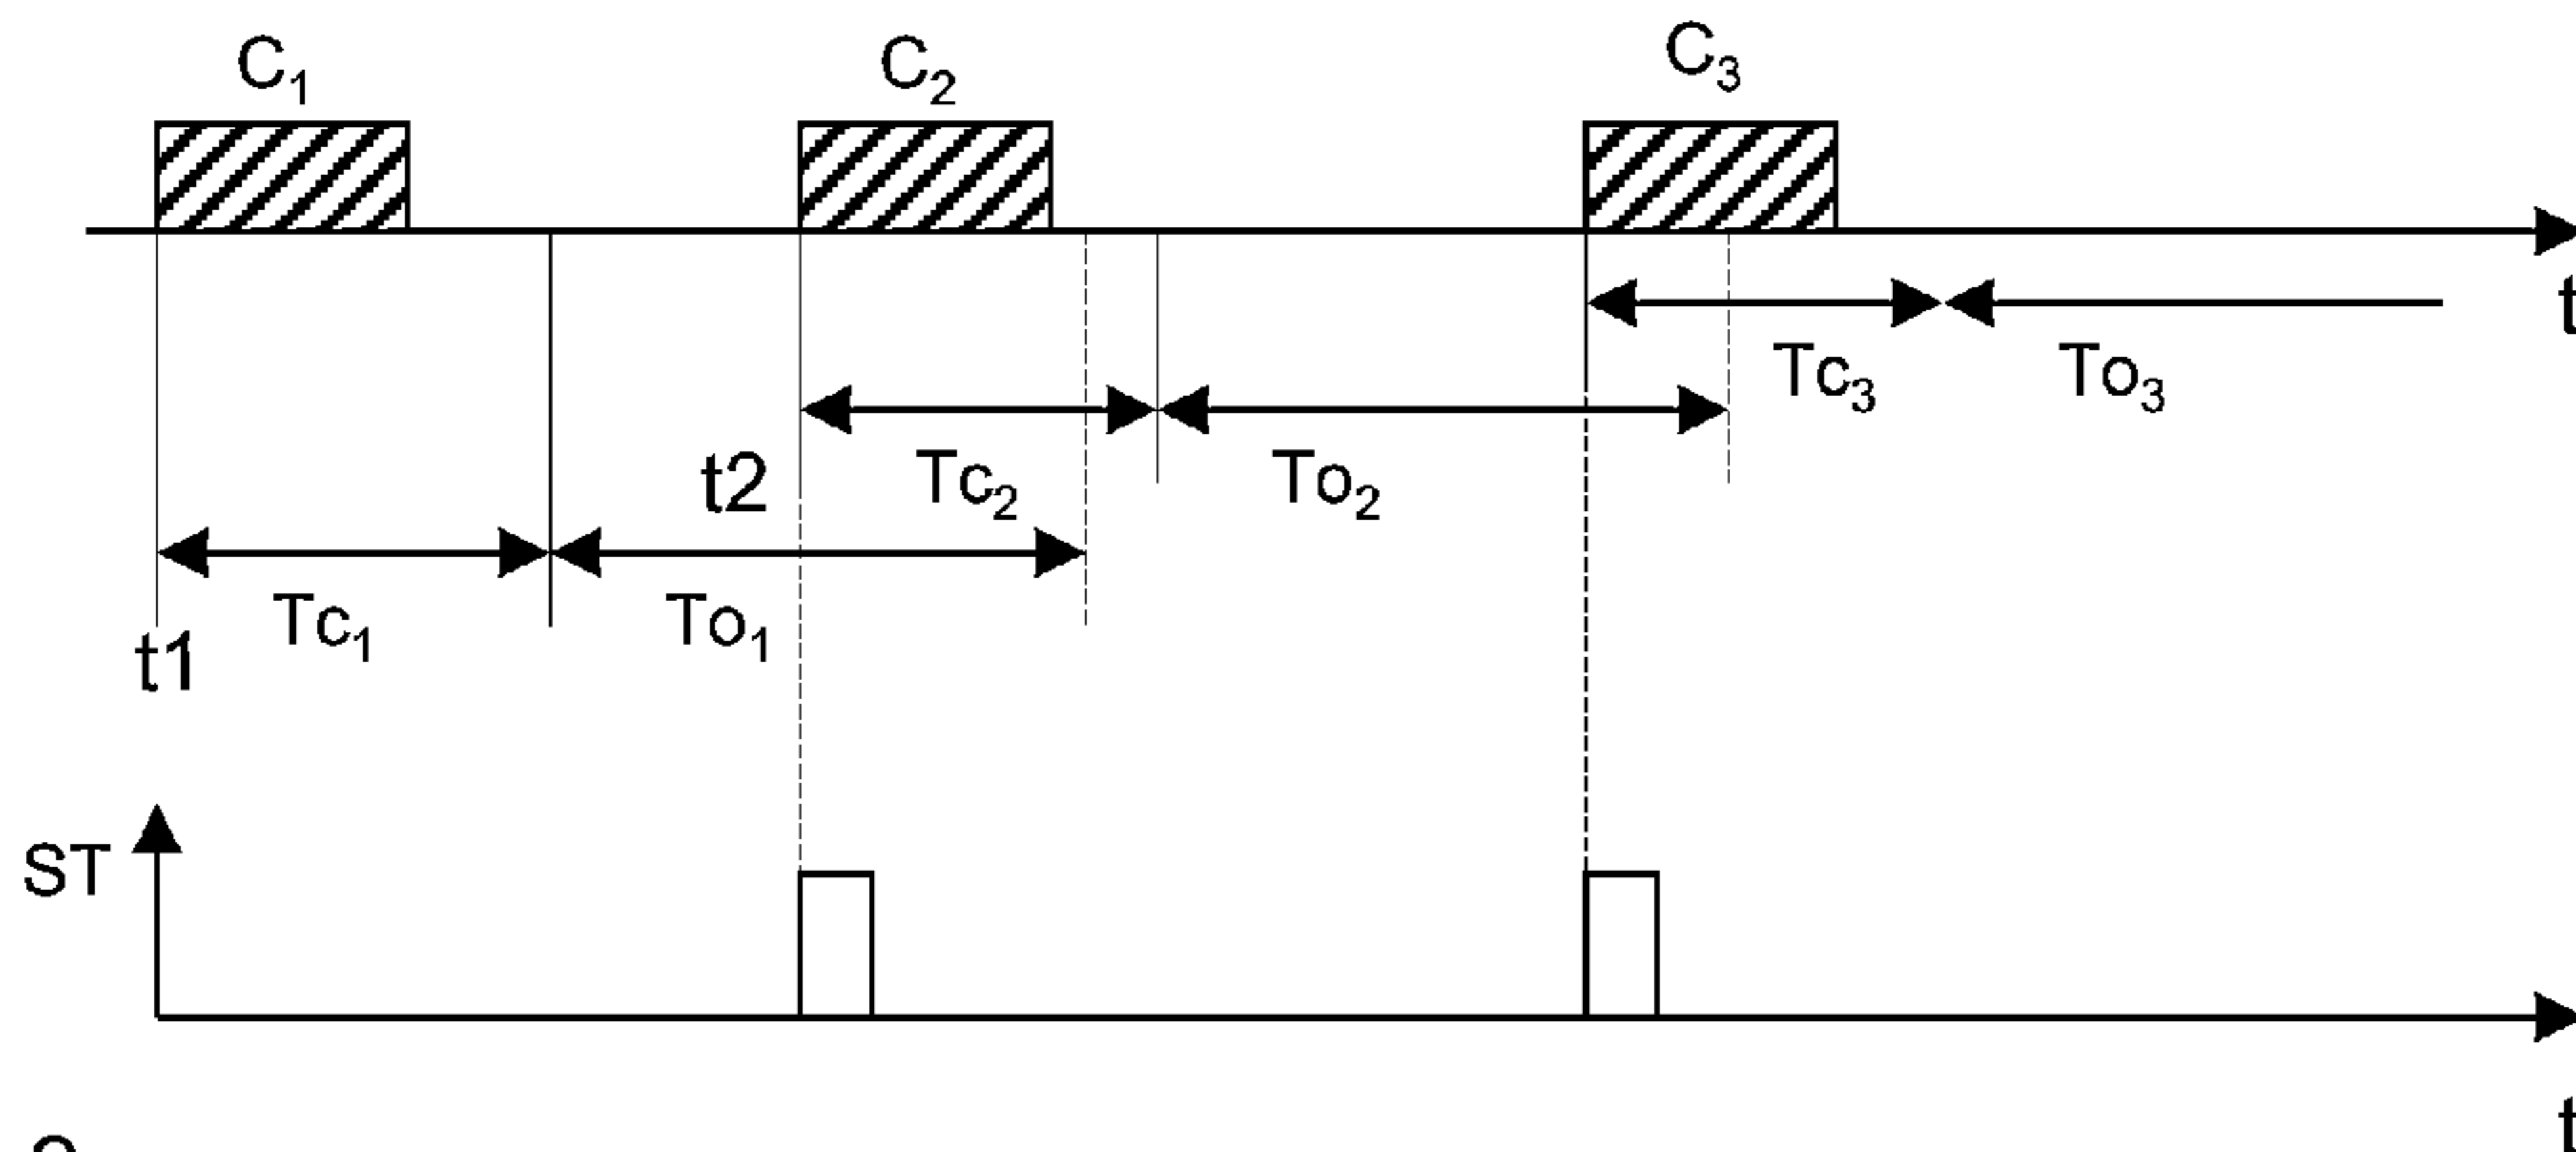 C₁ C₂ C₃
t
Tc₃ To₃
t2 Tc₂ To₂
Tc₁ To₁
t1
ST
t